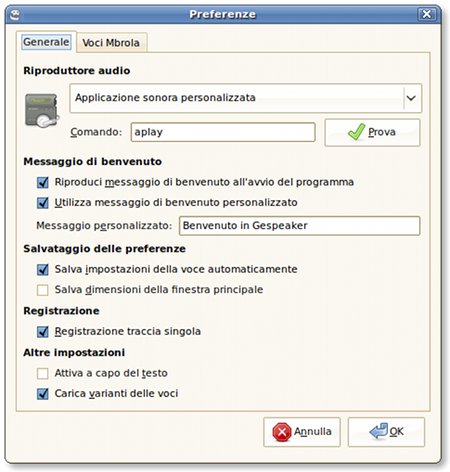 Preferenze
Generale Voci Mbrola
Riproduttore audio
Applicazione sonora personalizzata
Comando: aplay Prova
Messaggio di benvenuto
Riproduci messaggio di benvenuto all'avvio del programma
Utilizza messaggio di benvenuto personalizzato
Messaggio personalizzato: Benvenuto in Gespeaker
Salvataggio delle preferenze
Salva impostazioni della voce automaticamente
Salva dimensioni della finestra principale
Registrazione
Registrazione traccia singola
Altre impostazioni
Attiva a capo del testo
Carica varianti delle voci
Annulla OK